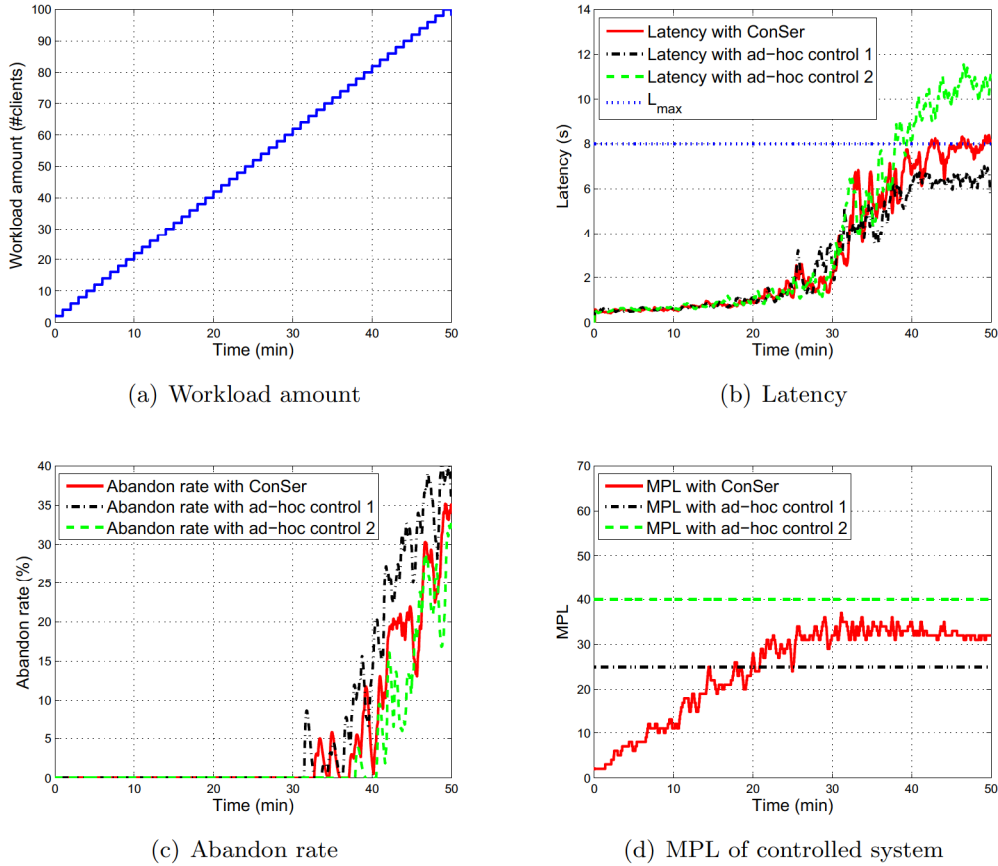 100
90
80
70
60
50
40
30
20
10
0
Workload amount (#clients)
0 10 20 30 40 50
Time (min)
(a) Workload amount
14
12
10
8
6
4
2
0
Latency (s)
Latency with ConSer
Latency with ad-hoc control 1
Latency with ad-hoc control 2
L_max
0 10 20 30 40 50
Time (min)
(b) Latency
40
35
30
25
20
15
10
5
0
Abandon rate (%)
Abandon rate with ConSer
Abandon rate with ad-hoc control 1
Abandon rate with ad-hoc control 2
0 10 20 30 40 50
Time (min)
(c) Abandon rate
70
60
50
40
30
20
10
0
MPL
MPL with ConSer
MPL with ad-hoc control 1
MPL with ad-hoc control 2
0 10 20 30 40 50
Time (min)
(d) MPL of controlled system